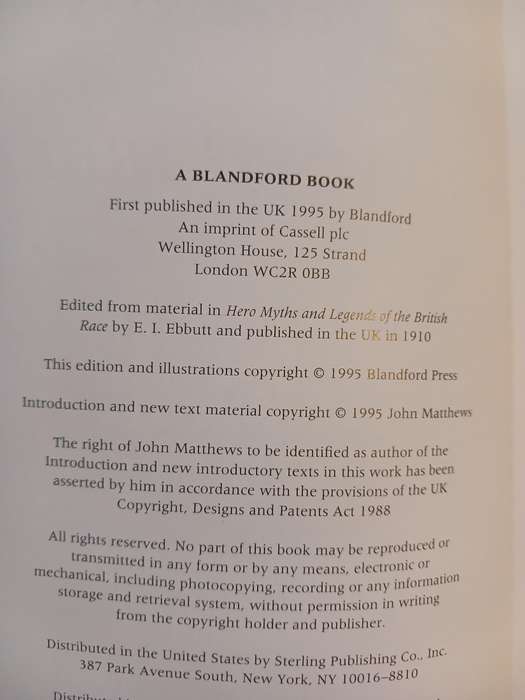 A BLANDFORD BOOK
First published in the UK 1995 by Blandford
An imprint of Cassell plc
Wellington House, 125 Strand
London WC2R 0BB
Edited from material in Hero Myths and Legends of the British
Race by E. I. Ebbutt and published in the UK in 1910
This edition and illustrations copyright © 1995 Blandford Press
Introduction and new text material copyright © 1995 John Matthews
The right of John Matthews to be identified as author of the
Introduction and new introductory texts in this work has been
asserted by him in accordance with the provisions of the UK
Copyright, Designs and Patents Act 1988
All rights reserved. No part of this book may be reproduced or
transmitted in any form or by any means, electronic or
mechanical, including photocopying, recording or any information
storage and retrieval system, without permission in writing
from the copyright holder and publisher.
Distributed in the United States by Sterling Publishing Co., Inc.
387 Park Avenue South, New York, NY 10016–8810